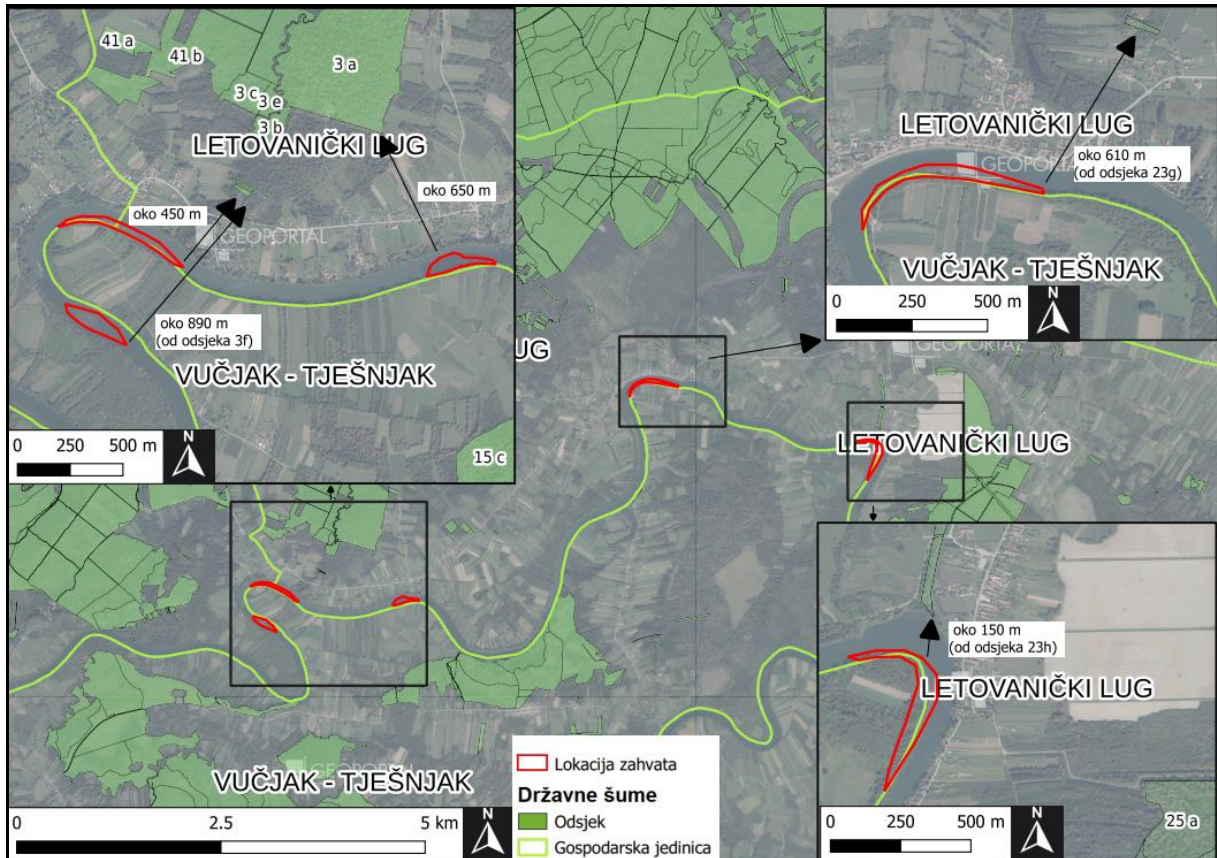 41 a
41 b
3 a
3 c
3 e
3 b
LETOVANIČKI LUG
oko 650 m
oko 450 m
GEOPORTAL
oko 890 m
(od odsjeka 3f)
VUČJAK - TJEŠNJAK
15 c
N
0 250 500 m
LETOVANIČKI LUG
GEOPORTAL
oko 610 m
(od odsjeka 23g)
VUČJAK - TJEŠNJAK
0 250 500 m
N
UG
GEOPORTAL
LETOVANIČKI LUG
oko 150 m
(od odsjeka 23h)
LETOVANIČKI LUG
25 a
0 250 500 m
N
GEOPORTAL
VUČJAK - TJEŠNJAK
0 2.5 5 km
N
Lokacija zahvata
Državne šume
Odsjek
Gospodarska jedinica